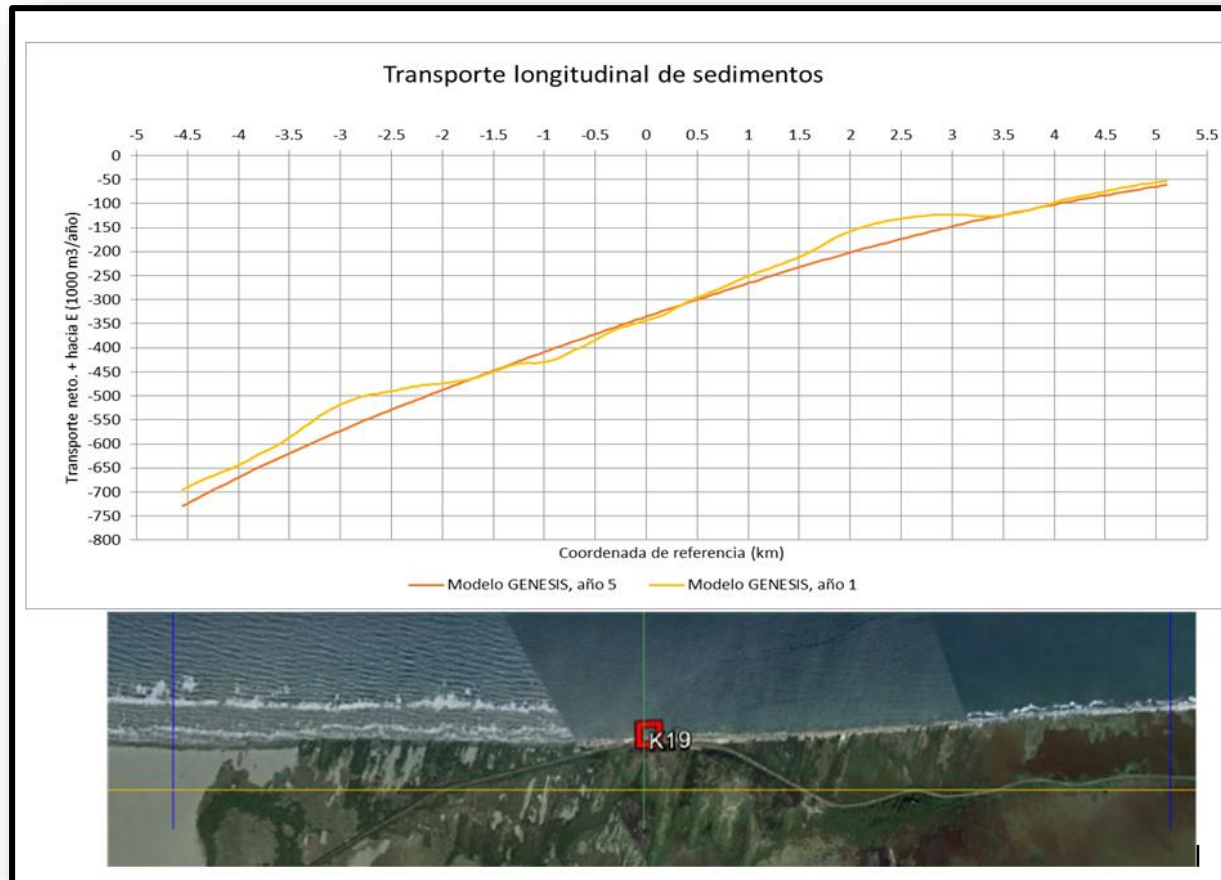 Transporte longitudinal de sedimentos
-5 -4.5 -4 -3.5 -3 -2.5 -2 -1.5 -1 -0.5 0 0.5 1 1.5 2 2.5 3 3.5 4 4.5 5 5.5
0
-50
-100
-150
-200
-250
-300
-350
-400
-450
-500
-550
-600
-650
-700
-750
-800
Transporte neto. + hacia E (1000 m3/año)
Coordenada de referencia (km)
Modelo GENESIS, año 5
Modelo GENESIS, año 1
K19